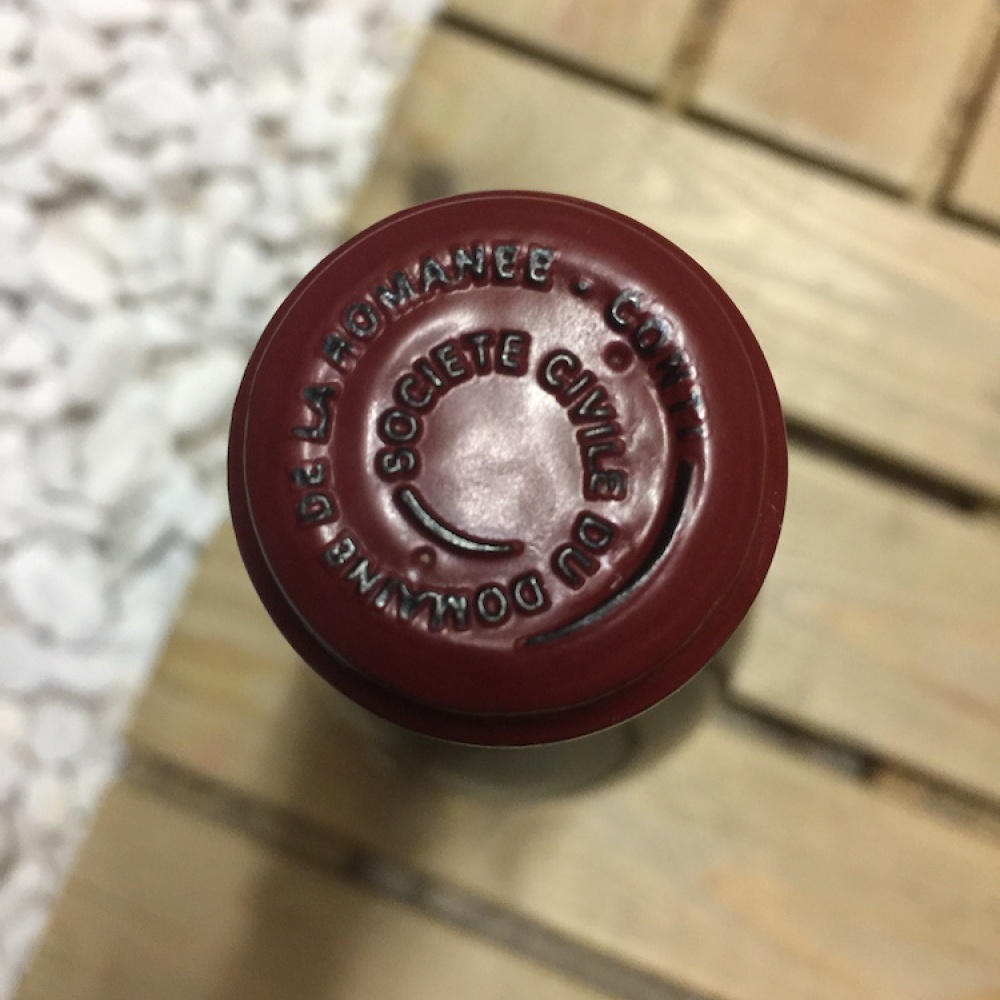 SOCIETE CIVILE DU DOMAINE DE LA ROMANEE · CONTI